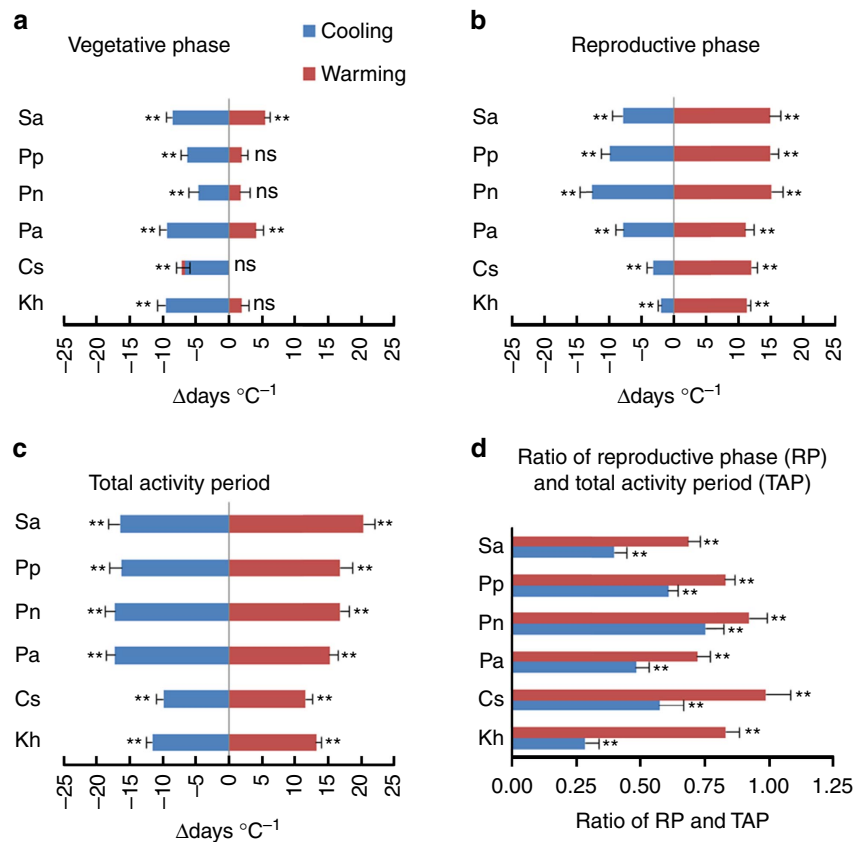 a
Vegetative phase
Cooling
Warming
Sa ** **
Pp ** ns
Pn ** ns
Pa ** **
Cs ** ns
Kh ** ns
−25 −20 −15 −10 −5 0 5 10 15 20 25
Δdays °C⁻¹
b
Reproductive phase
Sa ** **
Pp ** **
Pn ** **
Pa ** **
Cs ** **
Kh ** **
−25 −20 −15 −10 −5 0 5 10 15 20 25
Δdays °C⁻¹
c
Total activity period
Sa ** **
Pp ** **
Pn ** **
Pa ** **
Cs ** **
Kh ** **
−25 −20 −15 −10 −5 0 5 10 15 20 25
Δdays °C⁻¹
d
Ratio of reproductive phase (RP)
and total activity period (TAP)
Sa ** **
Pp ** **
Pn ** **
Pa ** **
Cs ** **
Kh ** **
0.00 0.25 0.50 0.75 1.00 1.25
Ratio of RP and TAP